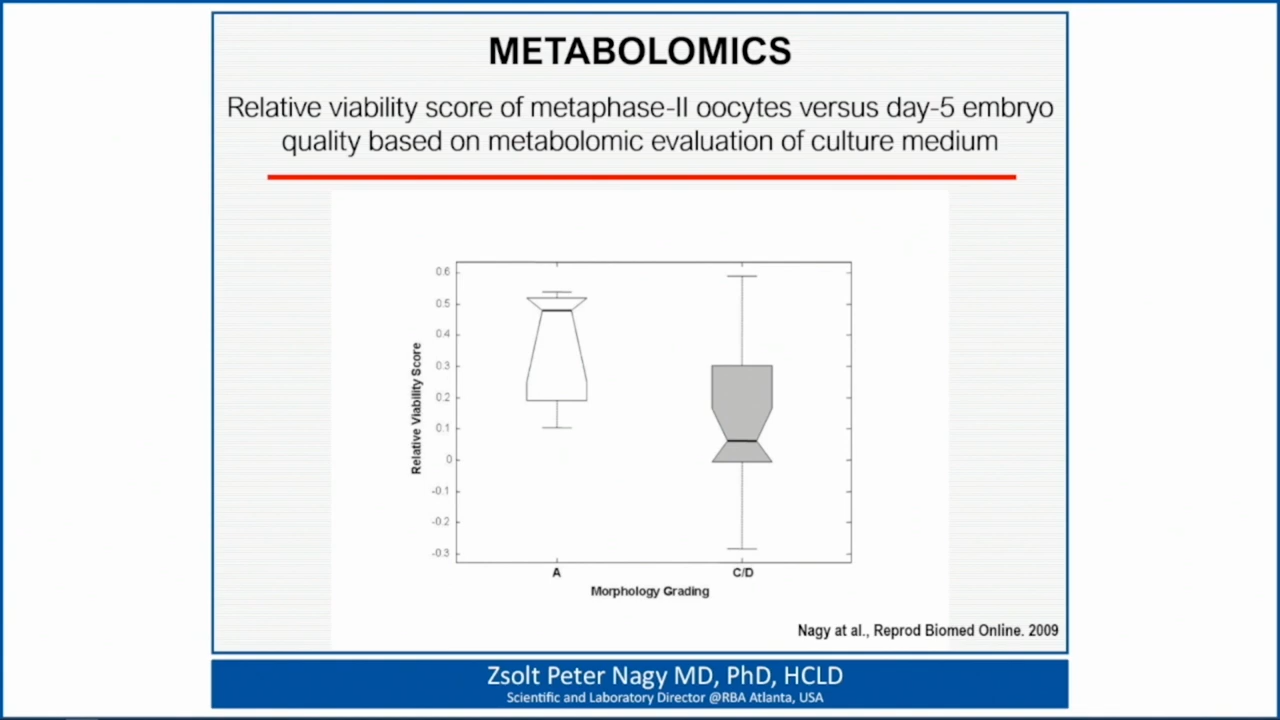 METABOLOMICS
Relative viability score of metaphase-II oocytes versus day-5 embryo
quality based on metabolomic evaluation of culture medium
0.6
0.5
0.4
0.3
0.2
0.1
0
-0.1
-0.2
-0.3
Relative Viability Score
A
C/D
Morphology Grading
Nagy at al., Reprod Biomed Online. 2009
Zsolt Peter Nagy MD, PhD, HCLD
Scientific and Laboratory Director @RBA Atlanta, USA